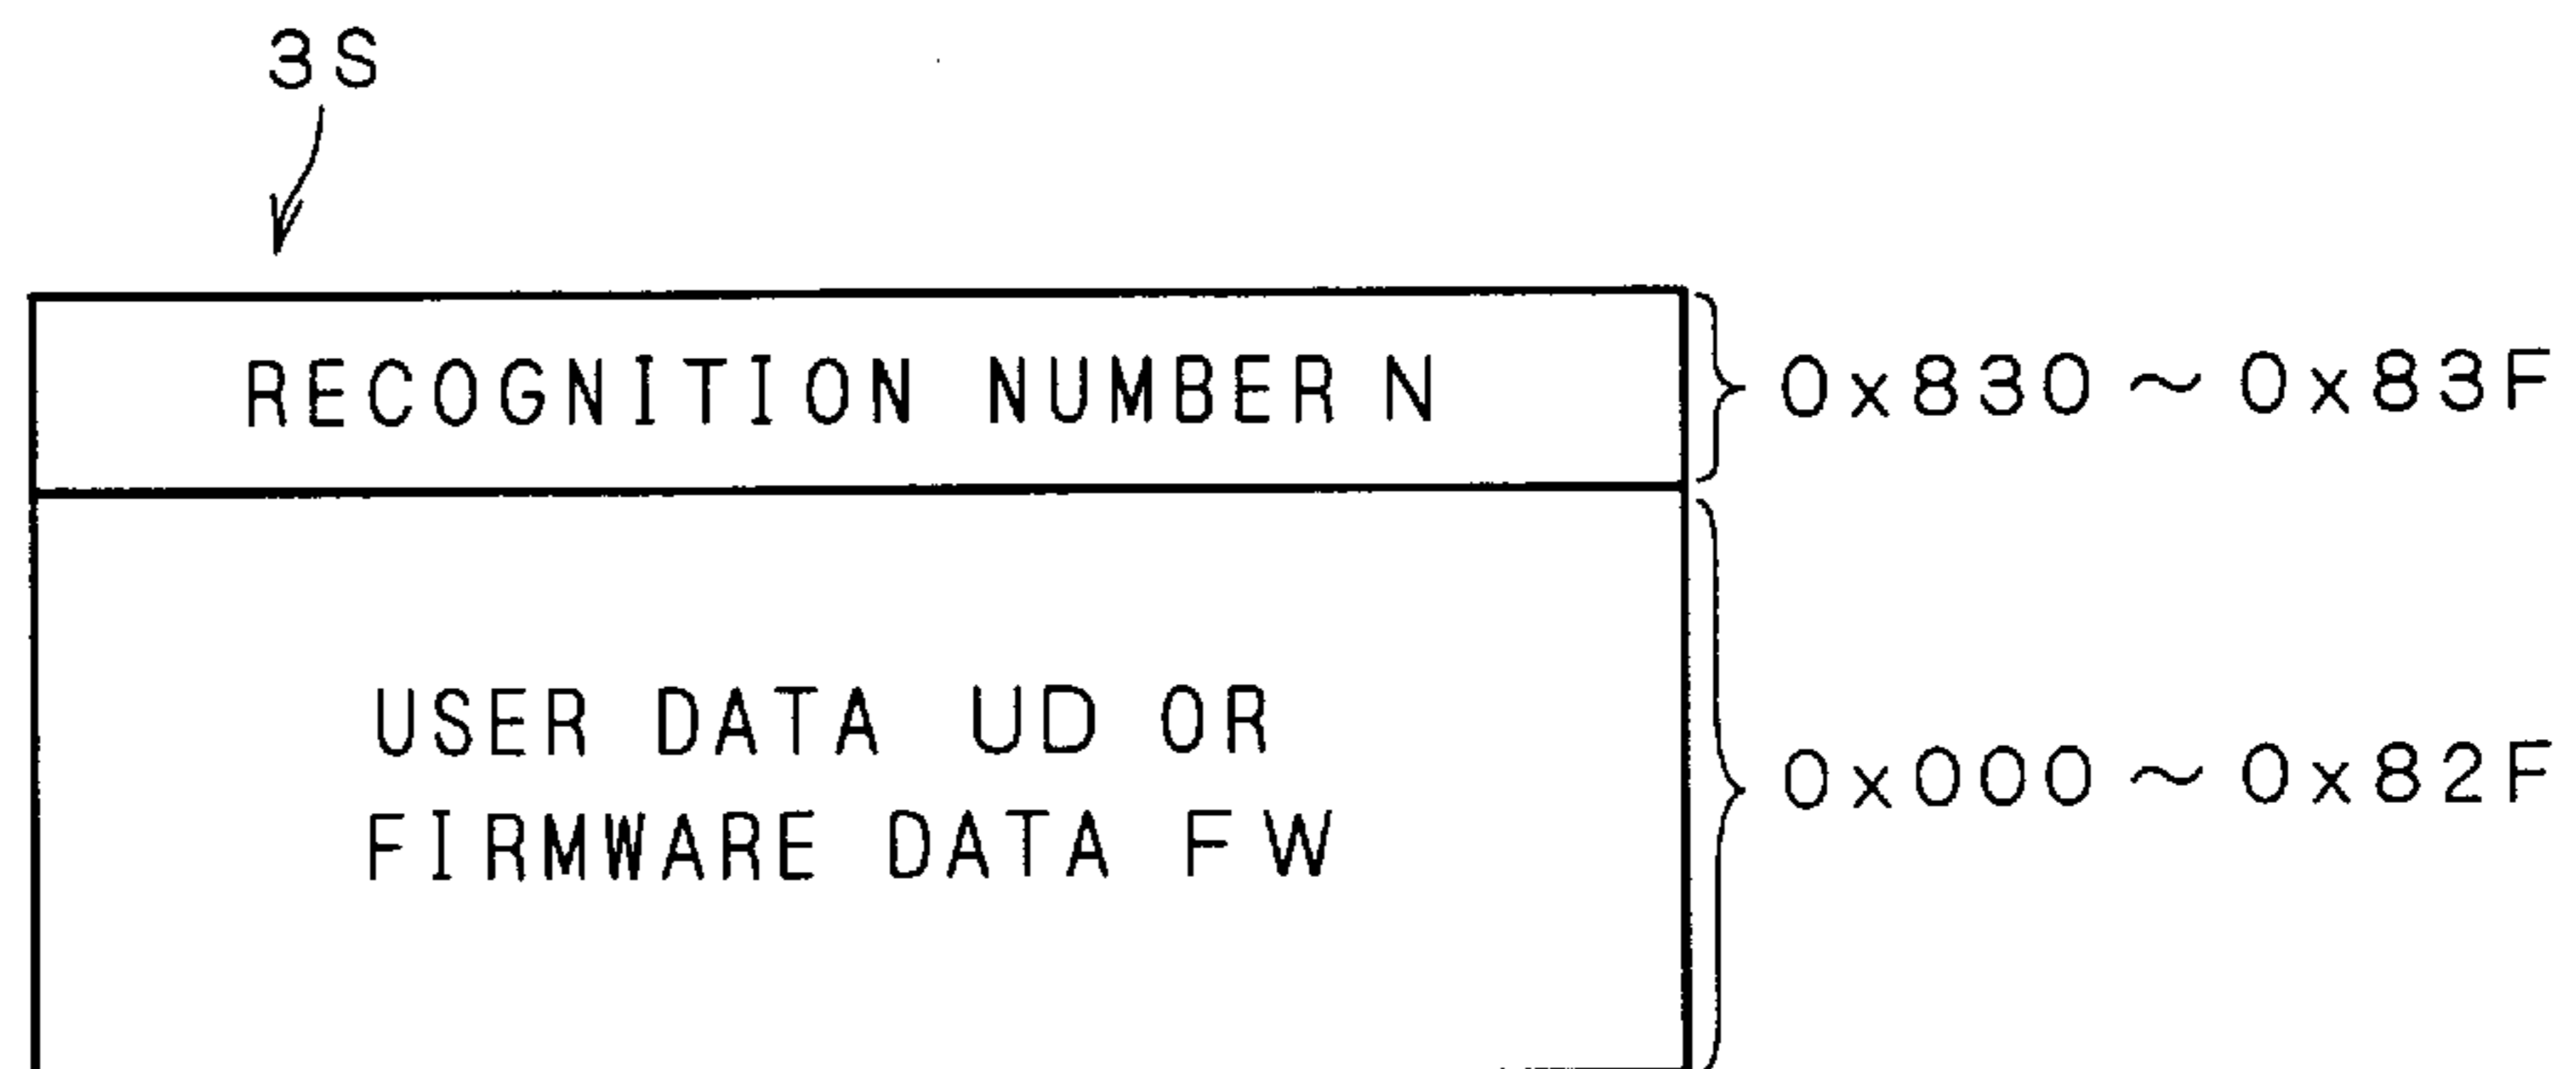 3S
RECOGNITION NUMBER N
0x830 ~ 0x83F
USER DATA UD OR
FIRMWARE DATA FW
0x000 ~ 0x82F